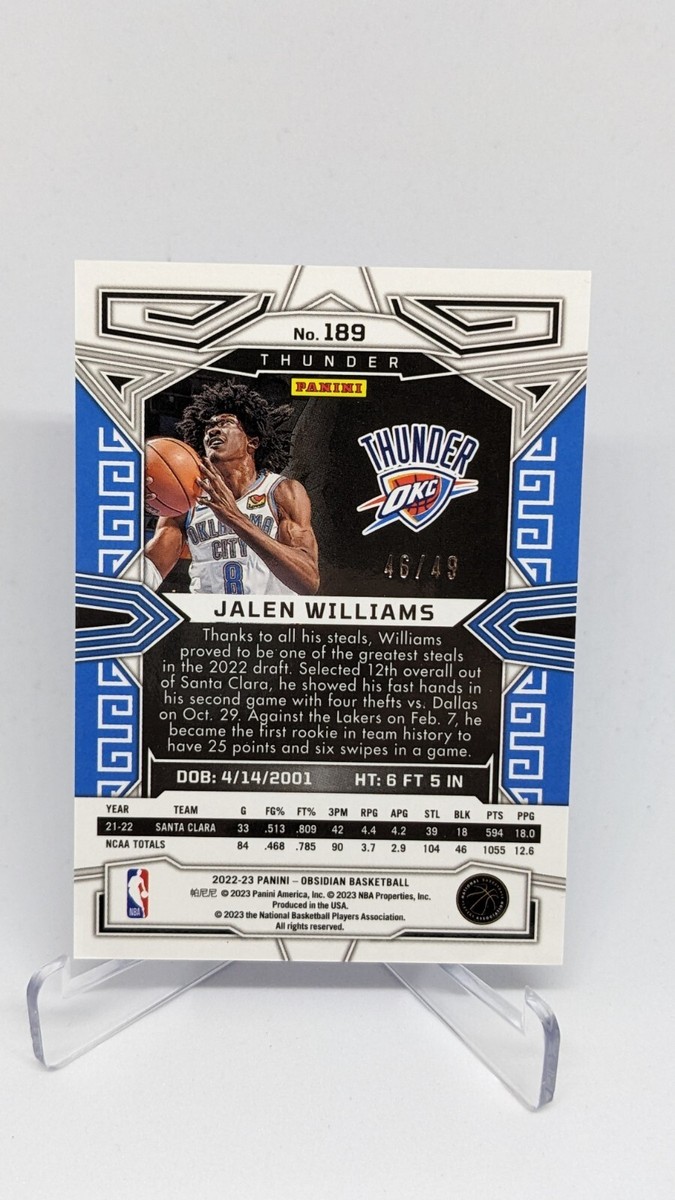 No. 189
THUNDER
PANINI
THUNDER
OKC
OKLAHOMA
CITY
8
46/49
JALEN WILLIAMS
Thanks to all his steals, Williams
proved to be one of the greatest steals
in the 2022 draft. Selected 12th overall out
of Santa Clara, he showed his fast hands in
his second game with four thefts vs. Dallas
on Oct. 29. Against the Lakers on Feb. 7, he
became the first rookie in team history to
have 25 points and six swipes in a game.
DOB: 4/14/2001 HT: 6 FT 5 IN
YEAR TEAM G FG% FT% 3PM RPG APG STL BLK PTS PPG
21-22 SANTA CLARA 33 .513 .809 42 4.4 4.2 39 18 594 18.0
NCAA TOTALS 84 .468 .785 90 3.7 2.9 104 46 1055 12.6
2022-23 PANINI – OBSIDIAN BASKETBALL
帕尼尼 © 2023 Panini America, Inc. © 2023 NBA Properties, Inc.
Produced in the USA.
© 2023 the National Basketball Players Association.
All rights reserved.
NBA
NATIONAL BASKETBALL PLAYERS ASSOCIATION